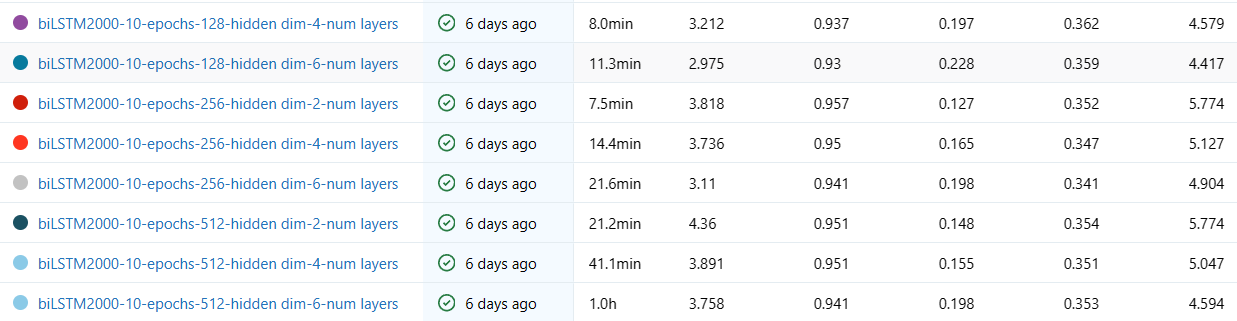 biLSTM2000-10-epochs-128-hidden dim-4-num layers 6 days ago 8.0min 3.212 0.937 0.197 0.362 4.579
biLSTM2000-10-epochs-128-hidden dim-6-num layers 6 days ago 11.3min 2.975 0.93 0.228 0.359 4.417
biLSTM2000-10-epochs-256-hidden dim-2-num layers 6 days ago 7.5min 3.818 0.957 0.127 0.352 5.774
biLSTM2000-10-epochs-256-hidden dim-4-num layers 6 days ago 14.4min 3.736 0.95 0.165 0.347 5.127
biLSTM2000-10-epochs-256-hidden dim-6-num layers 6 days ago 21.6min 3.11 0.941 0.198 0.341 4.904
biLSTM2000-10-epochs-512-hidden dim-2-num layers 6 days ago 21.2min 4.36 0.951 0.148 0.354 5.774
biLSTM2000-10-epochs-512-hidden dim-4-num layers 6 days ago 41.1min 3.891 0.951 0.155 0.351 5.047
biLSTM2000-10-epochs-512-hidden dim-6-num layers 6 days ago 1.0h 3.758 0.941 0.198 0.353 4.594